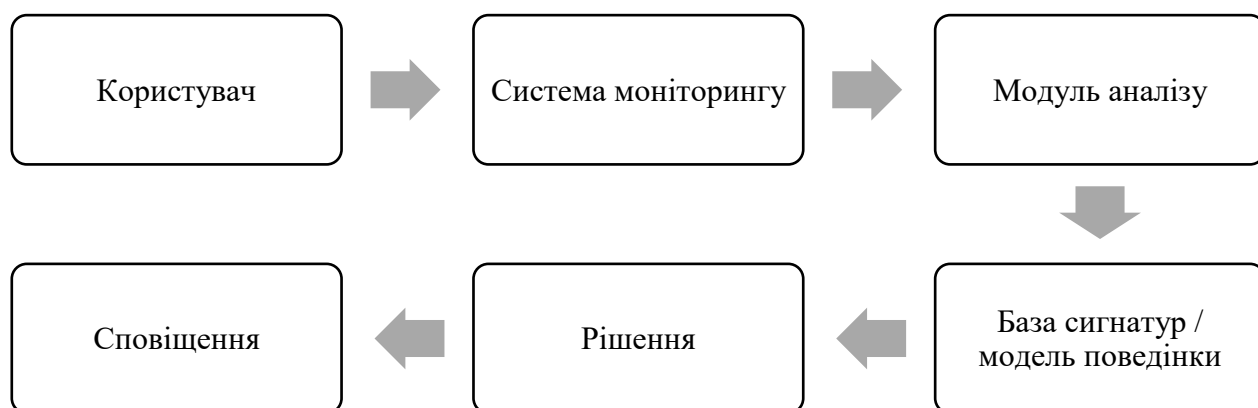 Користувач
Система моніторингу
Модуль аналізу
Сповіщення
Рішення
База сигнатур /
модель поведінки